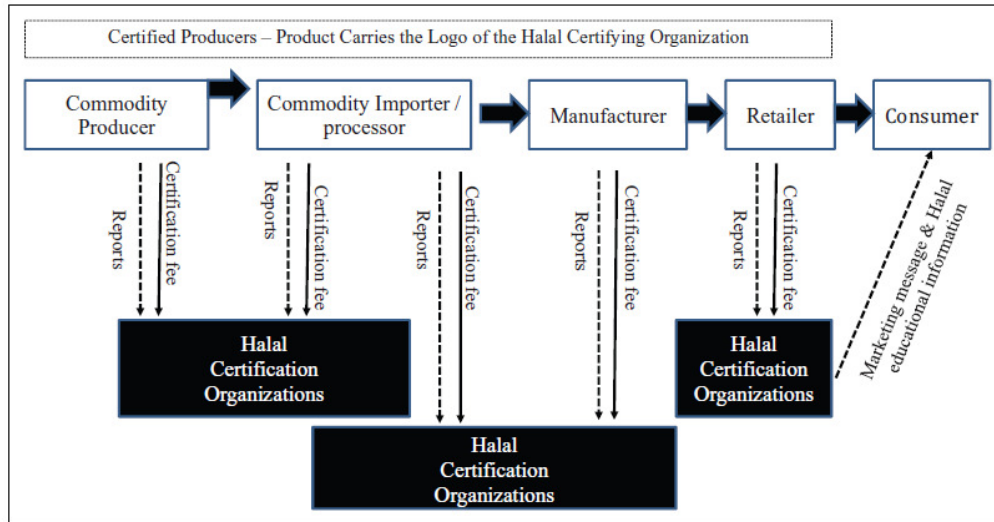 Certified Producers – Product Carries the Logo of the Halal Certifying Organization
Commodity
Producer
Commodity Importer /
processor
Manufacturer
Retailer
Consumer
Reports
Certification fee
Reports
Certification fee
Reports
Certification fee
Reports
Certification fee
Reports
Certification fee
Marketing message & Halal
educational information
Halal
Certification
Organizations
Halal
Certification
Organizations
Halal
Certification
Organizations